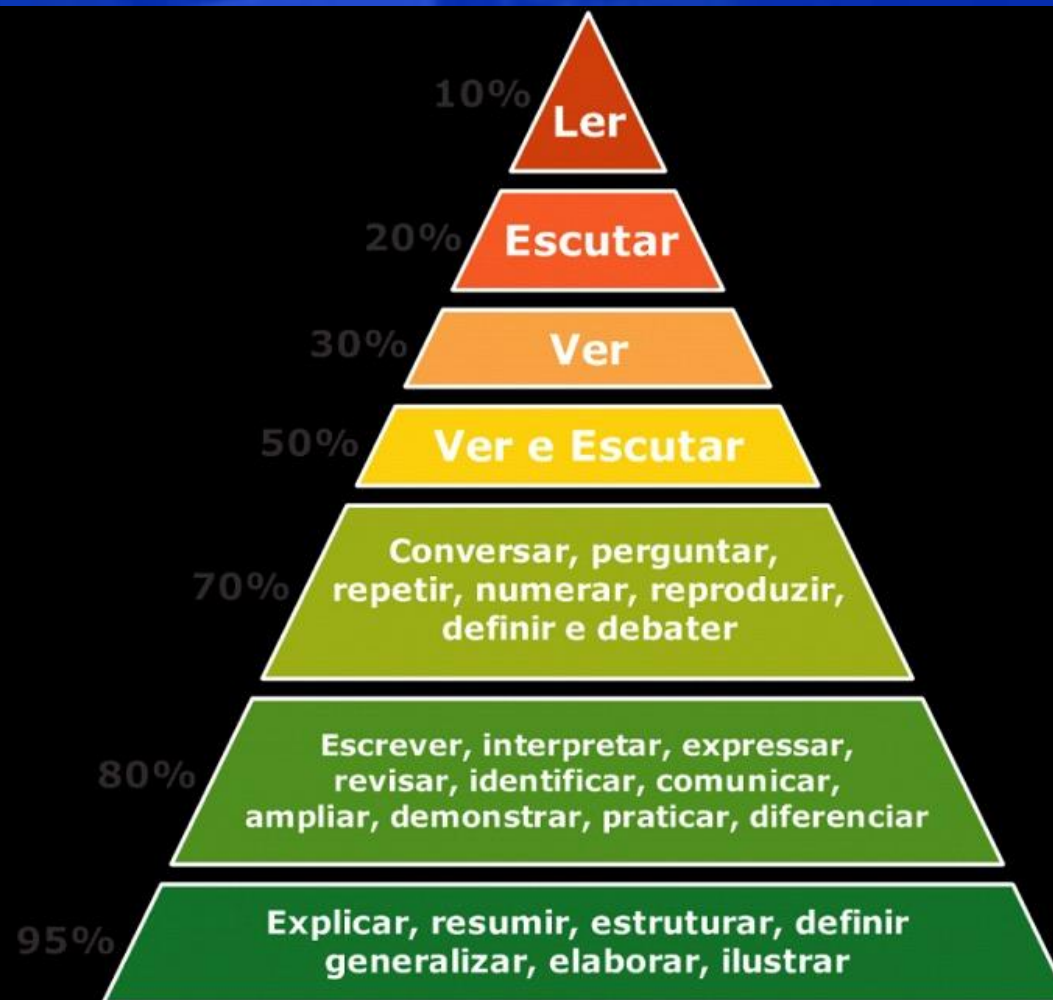 10%
Ler
20%
Escutar
30%
Ver
50%
Ver e Escutar
70%
Conversar, perguntar,
repetir, numerar, reproduzir,
definir e debater
80%
Escrever, interpretar, expressar,
revisar, identificar, comunicar,
ampliar, demonstrar, praticar, diferenciar
95%
Explicar, resumir, estruturar, definir
generalizar, elaborar, ilustrar